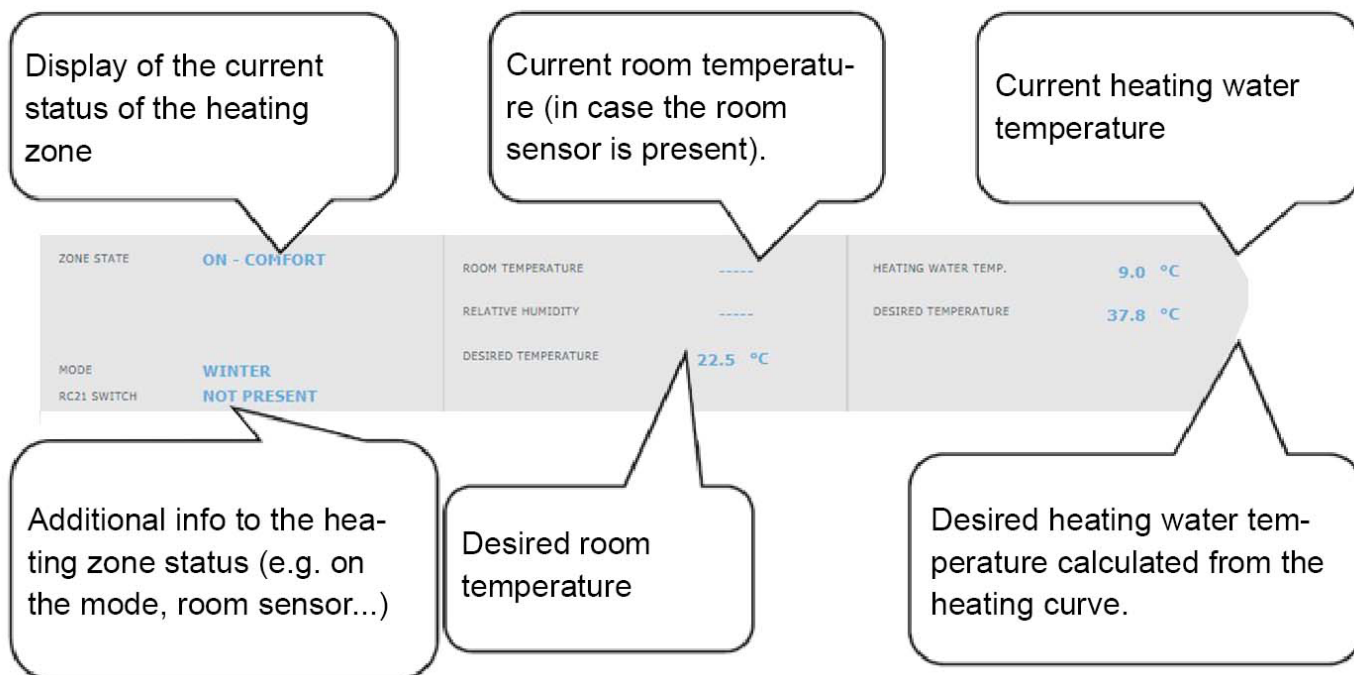 Display of the current
status of the heating
zone
Current room temperatu-
re (in case the room
sensor is present).
Current heating water
temperature
ZONE STATE ON - COMFORT
MODE WINTER
RC21 SWITCH NOT PRESENT
ROOM TEMPERATURE -----
RELATIVE HUMIDITY -----
DESIRED TEMPERATURE 22.5 °C
HEATING WATER TEMP. 9.0 °C
DESIRED TEMPERATURE 37.8 °C
Additional info to the hea-
ting zone status (e.g. on
the mode, room sensor...)
Desired room
temperature
Desired heating water tem-
perature calculated from the
heating curve.